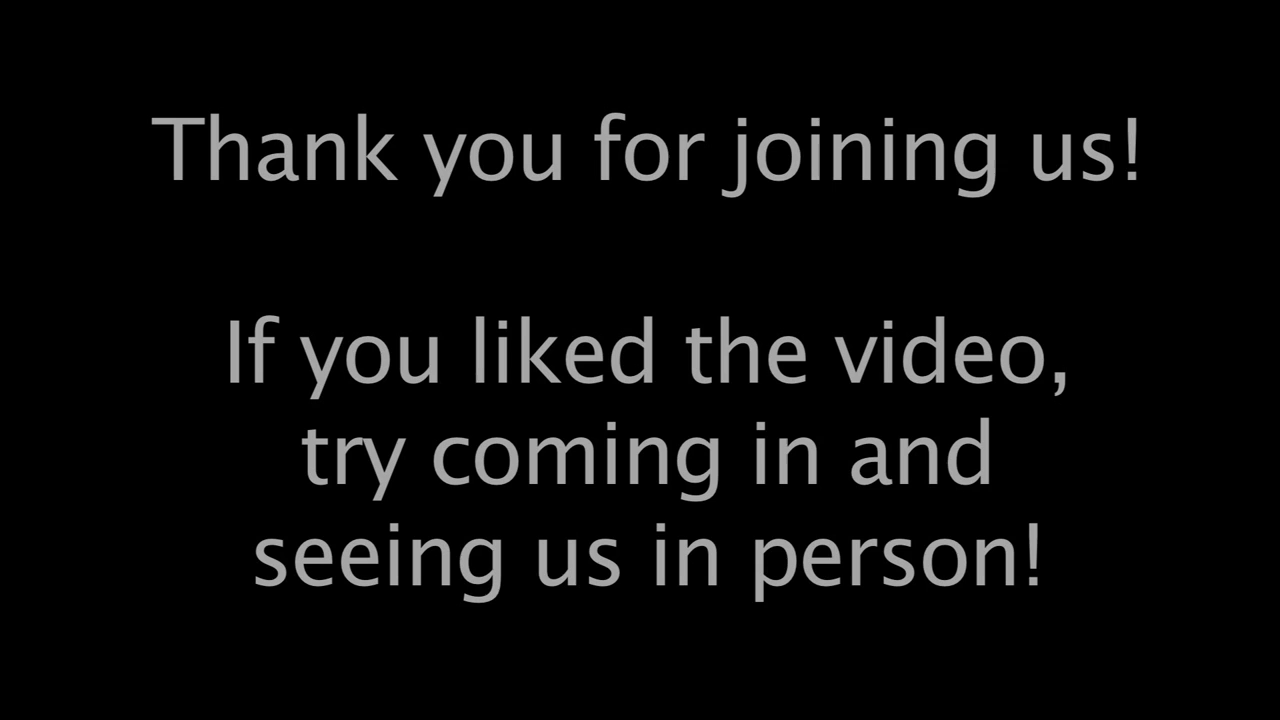 Thank you for joining us!
If you liked the video,
try coming in and
seeing us in person!